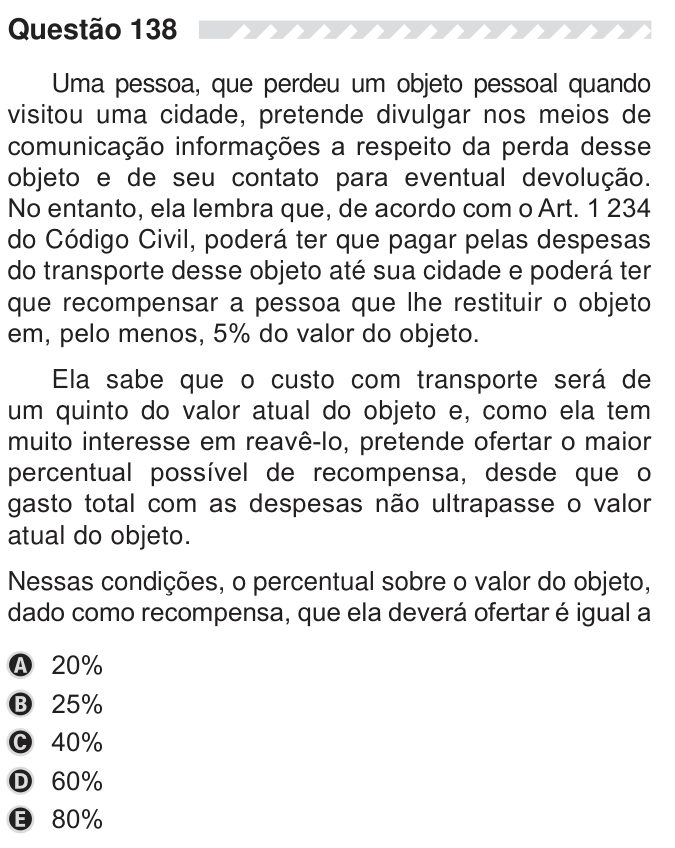 Questão 138
Uma pessoa, que perdeu um objeto pessoal quando
visitou uma cidade, pretende divulgar nos meios de
comunicação informações a respeito da perda desse
objeto e de seu contato para eventual devolução.
No entanto, ela lembra que, de acordo com o Art. 1 234
do Código Civil, poderá ter que pagar pelas despesas
do transporte desse objeto até sua cidade e poderá ter
que recompensar a pessoa que lhe restituir o objeto
em, pelo menos, 5% do valor do objeto.
Ela sabe que o custo com transporte será de
um quinto do valor atual do objeto e, como ela tem
muito interesse em reavê-lo, pretende ofertar o maior
percentual possível de recompensa, desde que o
gasto total com as despesas não ultrapasse o valor
atual do objeto.
Nessas condições, o percentual sobre o valor do objeto,
dado como recompensa, que ela deverá ofertar é igual a
A 20%
B 25%
C 40%
D 60%
E 80%